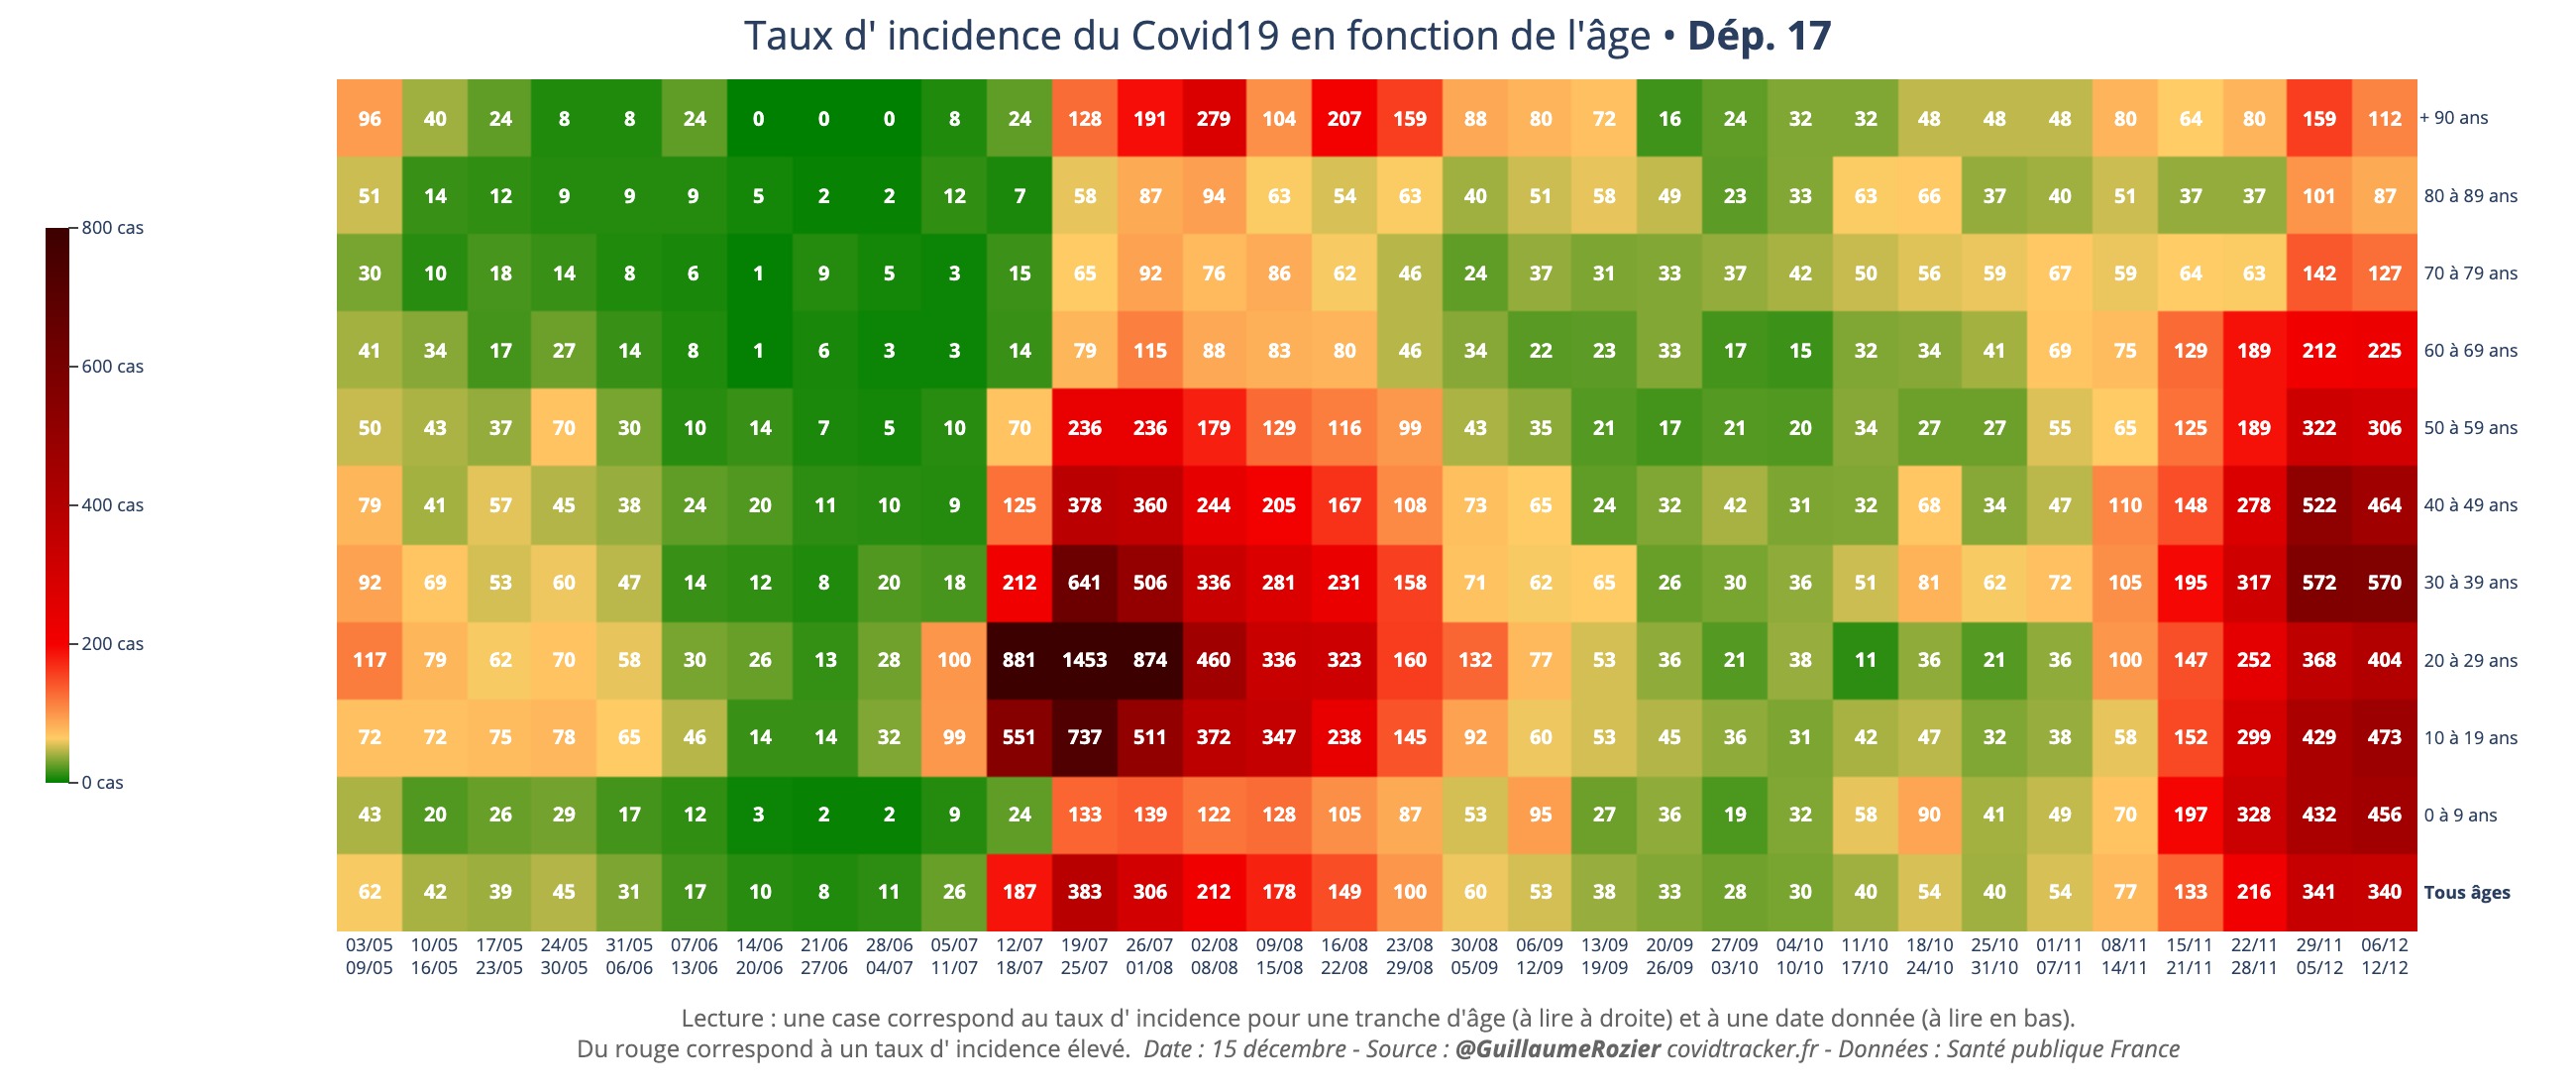 Taux d' incidence du Covid19 en fonction de l'âge • Dép. 17
800 cas
600 cas
400 cas
200 cas
0 cas
96 40 24 8 8 24 0 0 0 8 24 128 191 279 104 207 159 88 80 72 16 24 32 32 48 48 48 80 64 80 159 112 + 90 ans
51 14 12 9 9 9 5 2 2 12 7 58 87 94 63 54 63 40 51 58 49 23 33 63 66 37 40 51 37 37 101 87 80 à 89 ans
30 10 18 14 8 6 1 9 5 3 15 65 92 76 86 62 46 24 37 31 33 37 42 50 56 59 67 59 64 63 142 127 70 à 79 ans
41 34 17 27 14 8 1 6 3 3 14 79 115 88 83 80 46 34 22 23 33 17 15 32 34 41 69 75 129 189 212 225 60 à 69 ans
50 43 37 70 30 10 14 7 5 10 70 236 236 179 129 116 99 43 35 21 17 21 20 34 27 27 55 65 125 189 322 306 50 à 59 ans
79 41 57 45 38 24 20 11 10 9 125 378 360 244 205 167 108 73 65 24 32 42 31 32 68 34 47 110 148 278 522 464 40 à 49 ans
92 69 53 60 47 14 12 8 20 18 212 641 506 336 281 231 158 71 62 65 26 30 36 51 81 62 72 105 195 317 572 570 30 à 39 ans
117 79 62 70 58 30 26 13 28 100 881 1453 874 460 336 323 160 132 77 53 36 21 38 11 36 21 36 100 147 252 368 404 20 à 29 ans
72 72 75 78 65 46 14 14 32 99 551 737 511 372 347 238 145 92 60 53 45 36 31 42 47 32 38 58 152 299 429 473 10 à 19 ans
43 20 26 29 17 12 3 2 2 9 24 133 139 122 128 105 87 53 95 27 36 19 32 58 90 41 49 70 197 328 432 456 0 à 9 ans
62 42 39 45 31 17 10 8 11 26 187 383 306 212 178 149 100 60 53 38 33 28 30 40 54 40 54 77 133 216 341 340 Tous âges
03/05 10/05 17/05 24/05 31/05 07/06 14/06 21/06 28/06 05/07 12/07 19/07 26/07 02/08 09/08 16/08 23/08 30/08 06/09 13/09 20/09 27/09 04/10 11/10 18/10 25/10 01/11 08/11 15/11 22/11 29/11 06/12
09/05 16/05 23/05 30/05 06/06 13/06 20/06 27/06 04/07 11/07 18/07 25/07 01/08 08/08 15/08 22/08 29/08 05/09 12/09 19/09 26/09 03/10 10/10 17/10 24/10 31/10 07/11 14/11 21/11 28/11 05/12 12/12
Lecture : une case correspond au taux d' incidence pour une tranche d'âge (à lire à droite) et à une date donnée (à lire en bas).
Du rouge correspond à un taux d' incidence élevé. Date : 15 décembre - Source : @GuillaumeRozier covidtracker.fr - Données : Santé publique France